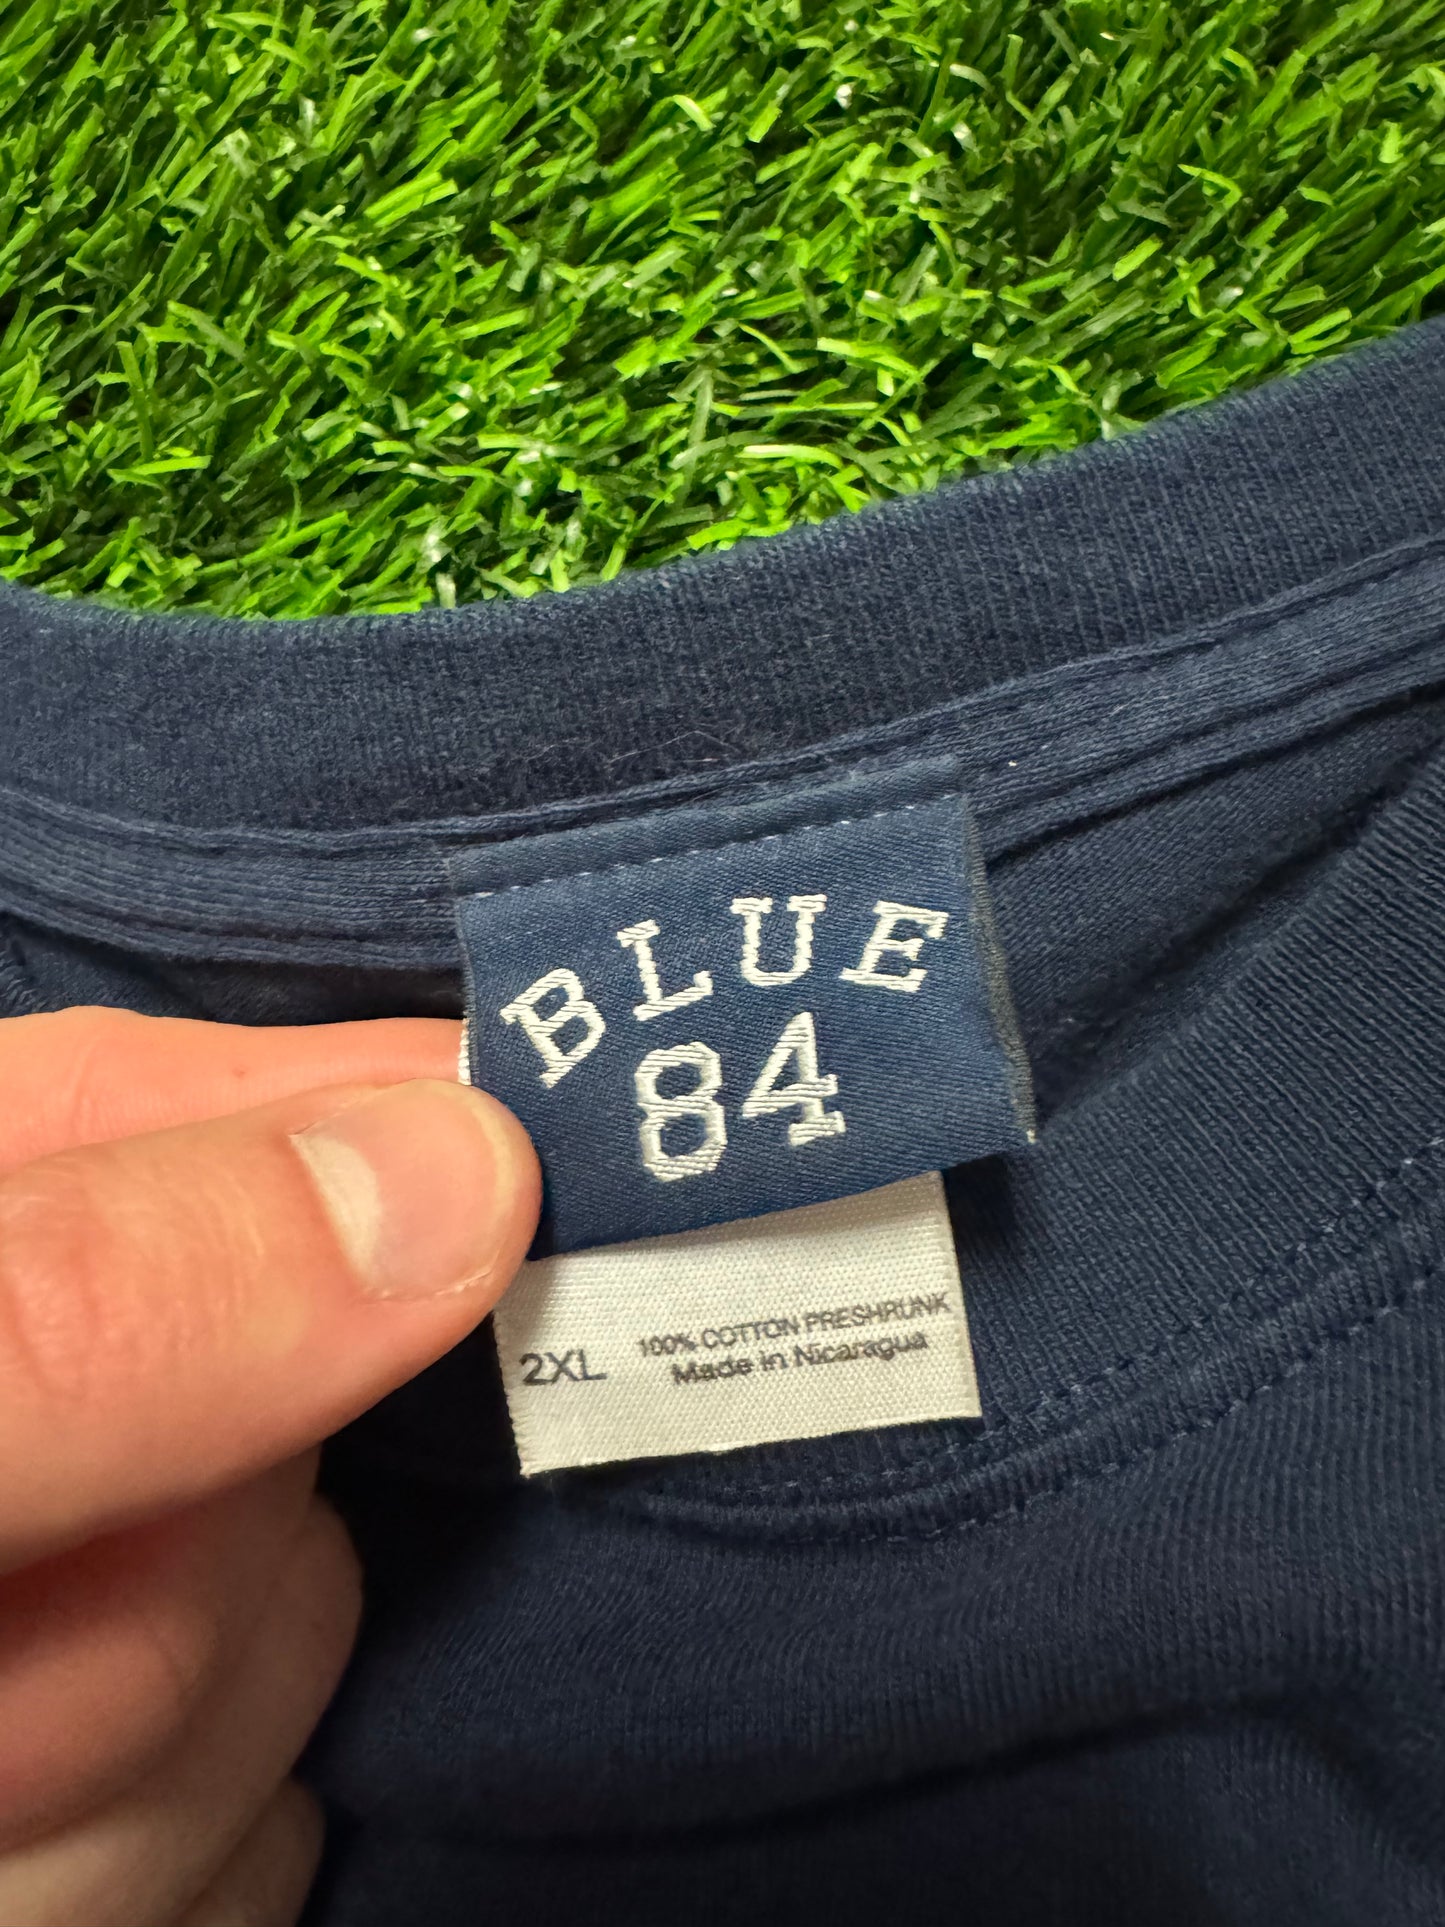 BLUE
84
100% COTTON PRESHRUNK
2XL Made in Nicaragua